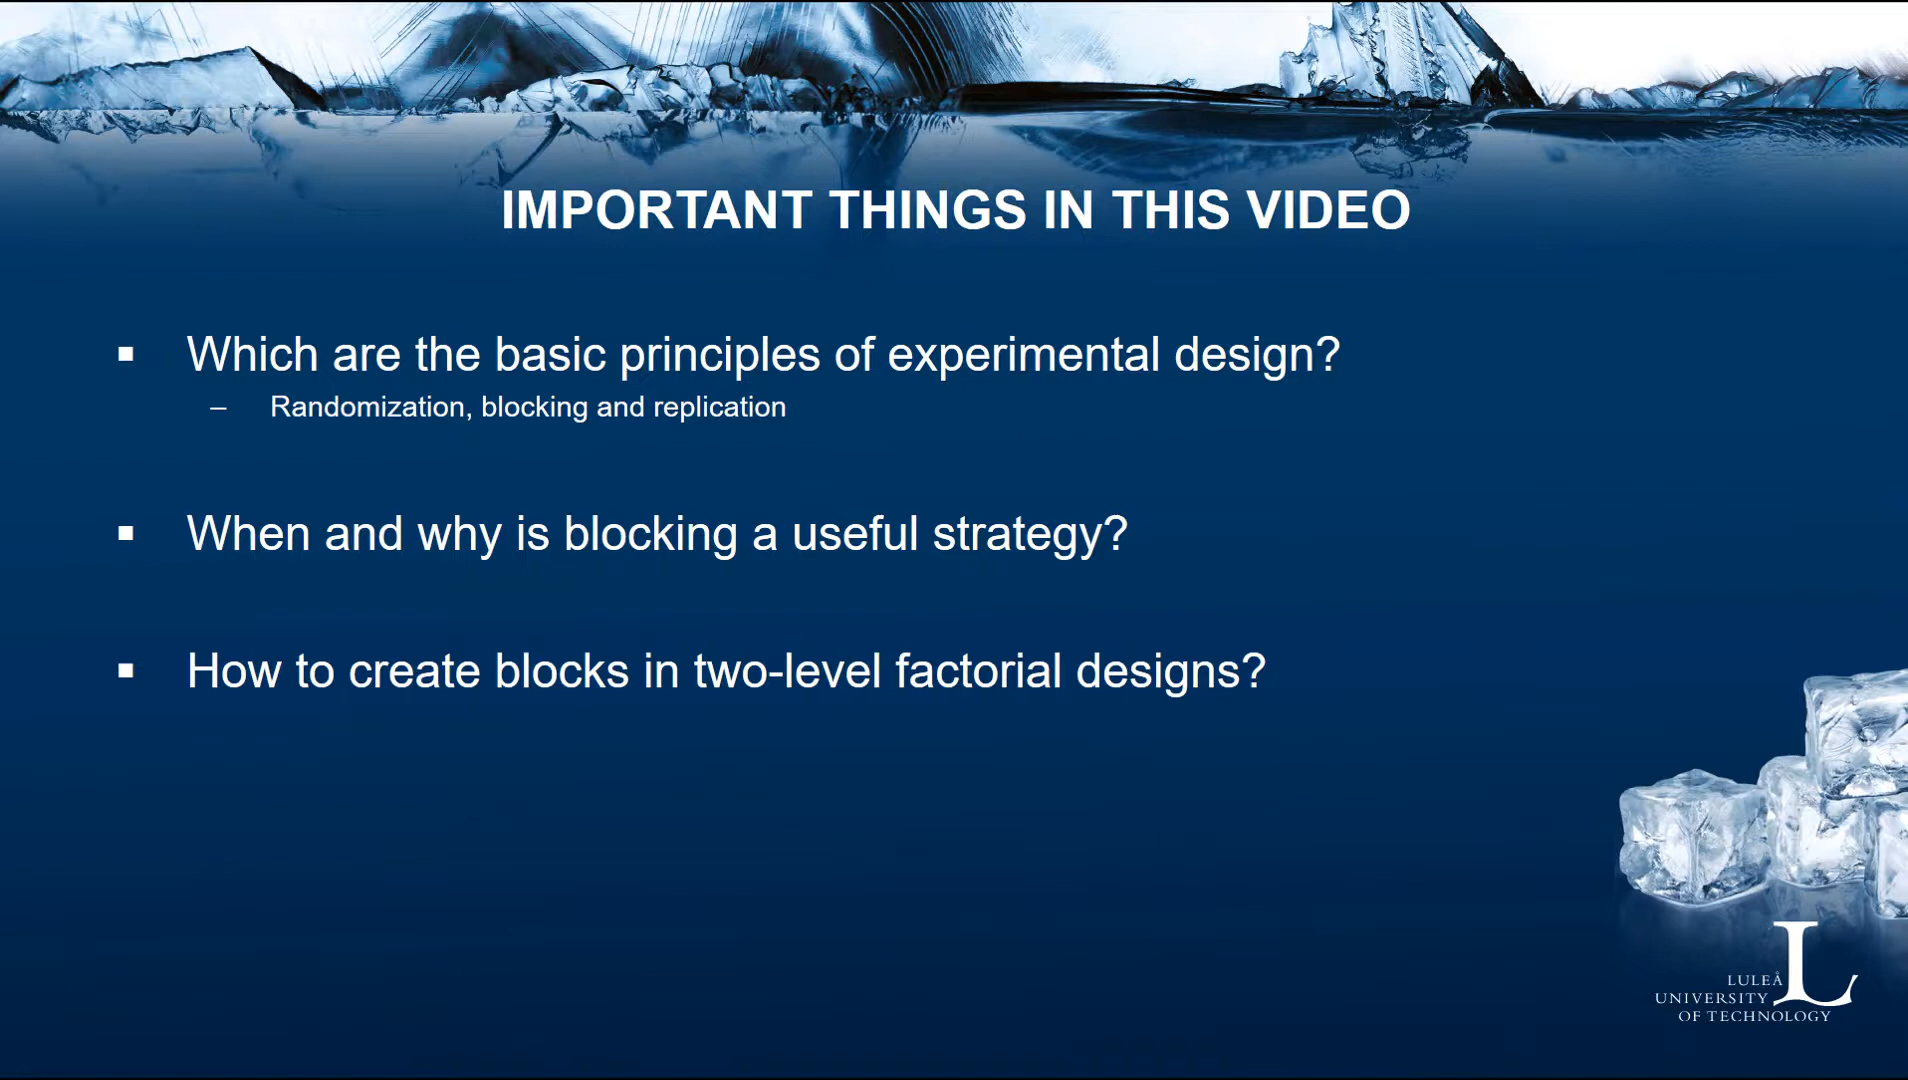 IMPORTANT THINGS IN THIS VIDEO
▪ Which are the basic principles of experimental design?
– Randomization, blocking and replication
▪ When and why is blocking a useful strategy?
▪ How to create blocks in two-level factorial designs?
L
LULEÅ
UNIVERSITY
OF TECHNOLOGY